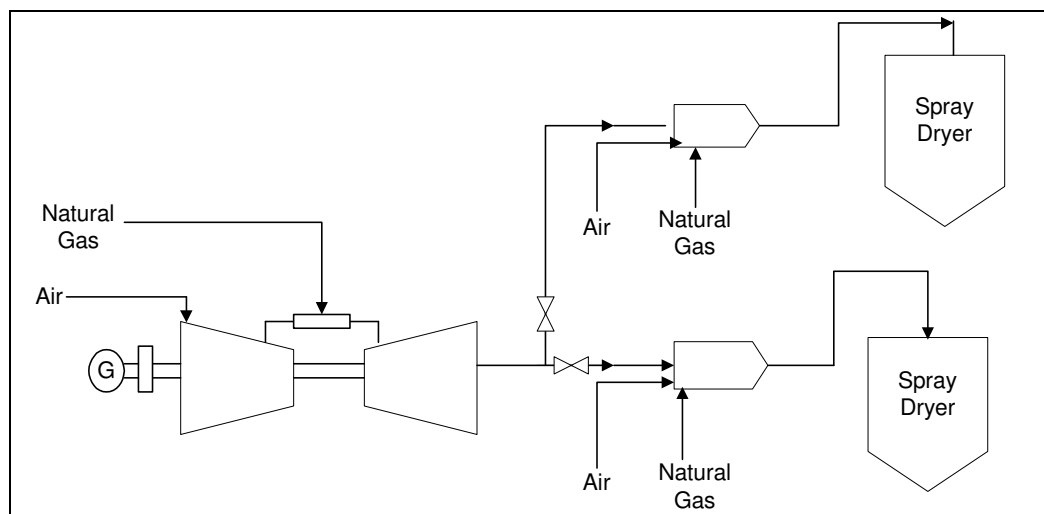 Spray
Dryer
Air
Natural
Gas
Natural
Gas
Air
G
Spray
Dryer
Air
Natural
Gas